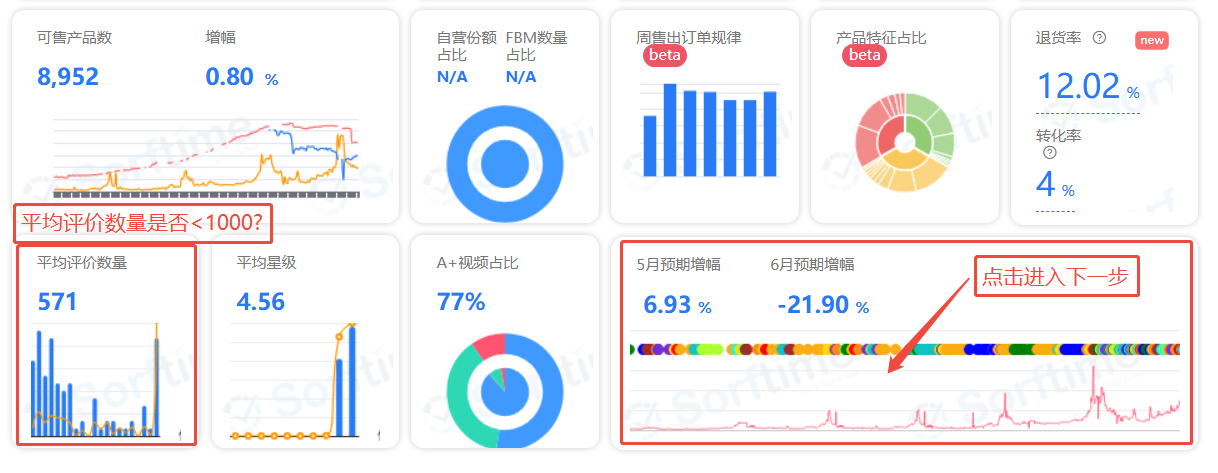 可售产品数
增幅
8,952
0.80 %
自营份额
占比
FBM数量
占比
N/A
N/A
周售出订单规律
beta
产品特征占比
beta
退货率 ?
new
12.02 %
转化率
?
4 %
平均评价数量是否<1000?
平均评价数量
571
平均星级
4.56
A+视频占比
77%
5月预期增幅
6月预期增幅
6.93 %
-21.90 %
点击进入下一步
Sorftime
Sorftime
Sorftime
Sorftime